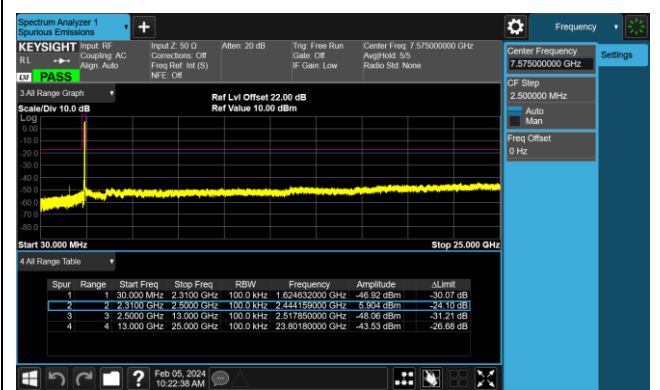 Spectrum Analyzer 1
Spurious Emissions
Frequency
KEYSIGHT Input: RF Input Z: 50 Ω Atten: 20 dB Trig: Free Run Center Freq: 7.575000000 GHz
RL Coupling: AC Corrections: Off Gate: Off Avg|Hold: 5/5
Align: Auto Freq Ref: Int (S) IF Gain: Low Radio Std: None
LXI PASS NFE: Off
Center Frequency
7.575000000 GHz
Settings
CF Step
2.500000 MHz
Auto
Man
Freq Offset
0 Hz
3 All Range Graph
Ref Lvl Offset 22.00 dB
Scale/Div 10.0 dB Ref Value 10.00 dBm
Log
0.00
-10.0
-20.0
-30.0
-40.0
-50.0
-60.0
-70.0
-80.0
Start 30.000 MHz Stop 25.000 GHz
4 All Range Table
Spur Range Start Freq Stop Freq RBW Frequency Amplitude ΔLimit
1 1 30.000 MHz 2.3100 GHz 100.0 kHz 1.624632000 GHz -46.92 dBm -30.07 dB
2 2 2.3100 GHz 2.5000 GHz 100.0 kHz 2.444159000 GHz 5.904 dBm -24.10 dB
3 3 2.5000 GHz 13.000 GHz 100.0 kHz 2.517850000 GHz -48.06 dBm -31.21 dB
4 4 13.000 GHz 25.000 GHz 100.0 kHz 23.80180000 GHz -43.53 dBm -26.68 dB
Feb 05, 2024
10:22:38 AM